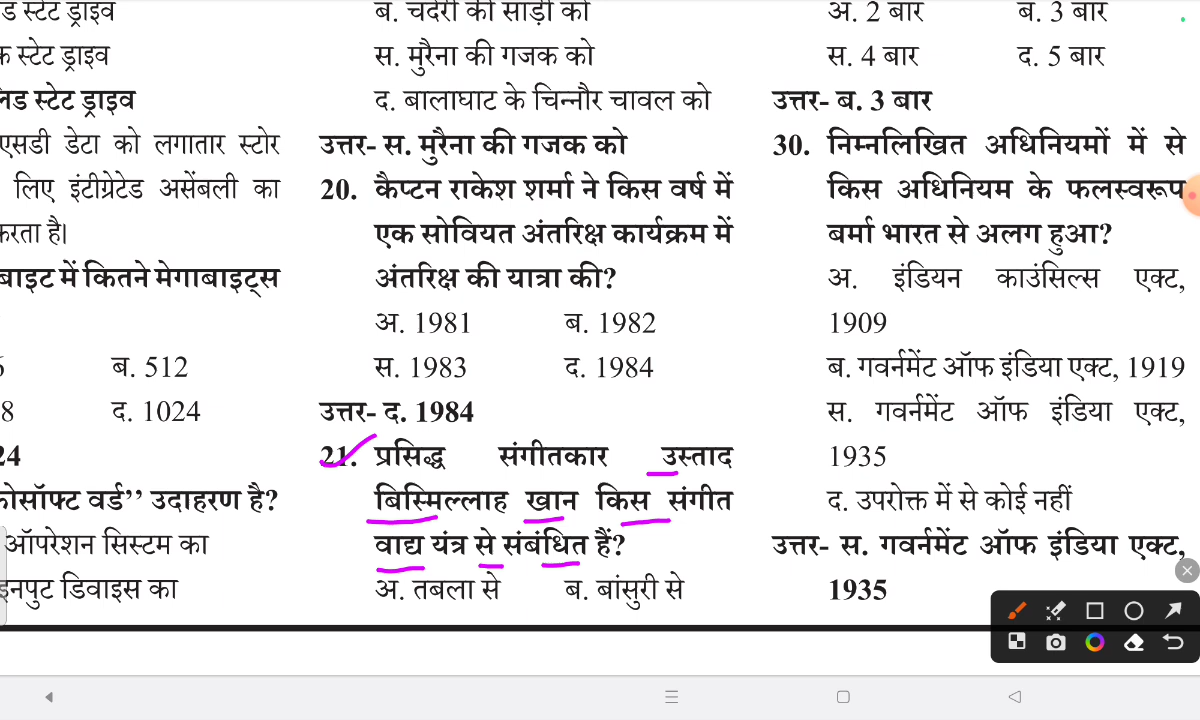 ड स्टेट ड्राइव
क स्टेट ड्राइव
स्टेट ड्राइव
एसडी डेटा को लगातार स्टोर
लिए इंटीग्रेटेड असेंबली का
करता है।
बाइट में कितने मेगाबाइट्स
ब. 512
8 द. 1024
24
वर्ड’’ उदाहरण है?
ऑपरेशन सिस्टम का
डिवाइस का
ब. चंदेरी की साड़ी को
स. मुरैना की गजक को
द. बालाघाट के चिन्नौर चावल को
उत्तर- स. मुरैना की गजक को
20. कैप्टन राकेश शर्मा ने किस वर्ष में
एक सोवियत अंतरिक्ष कार्यक्रम में
अंतरिक्ष की यात्रा की?
अ. 1981 ब. 1982
स. 1983 द. 1984
उत्तर- द. 1984
21. प्रसिद्ध संगीतकार उस्ताद
बिस्मिल्लाह खान किस संगीत
वाद्य यंत्र से संबंधित हैं?
अ. तबला से ब. बांसुरी से
अ. 2 बार ब. 3 बार
स. 4 बार द. 5 बार
उत्तर- ब. 3 बार
30. निम्नलिखित अधिनियमों में से
किस अधिनियम के फलस्वरूप
बर्मा भारत से अलग हुआ?
अ. इंडियन काउंसिल्स एक्ट,
1909
ब. गवर्नमेंट ऑफ इंडिया एक्ट, 1919
स. गवर्नमेंट ऑफ इंडिया एक्ट,
1935
द. उपरोक्त में से कोई नहीं
उत्तर- स. गवर्नमेंट ऑफ इंडिया एक्ट,
1935